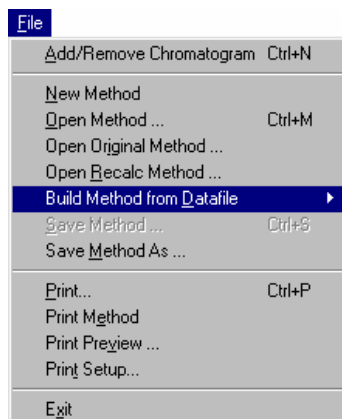 File
Add/Remove Chromatogram Ctrl+N
New Method
Open Method ... Ctrl+M
Open Original Method ...
Open Recalc Method ...
Build Method from Datafile
Save Method ... Ctrl+S
Save Method As ...
Print... Ctrl+P
Print Method
Print Preview ...
Print Setup...
Exit